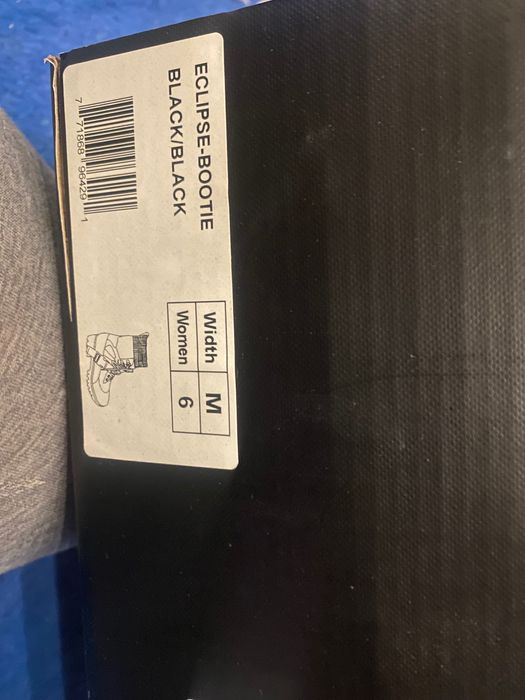 ECLIPSE-BOOTIE
BLACK/BLACK
7 71868 96429 1
Width M
Women 6